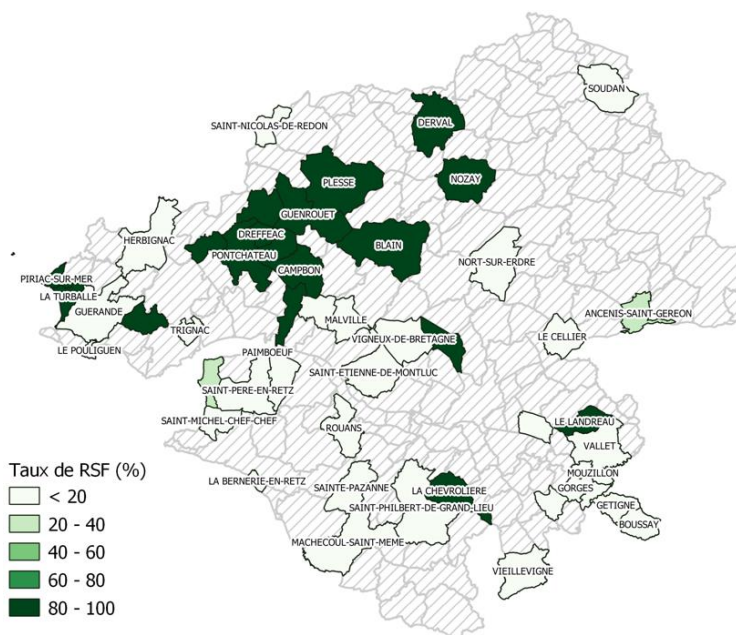 SOUDAN
SAINT-NICOLAS-DE-REDON
DERVAL
NOZAY
PLESSE
GUENROUET
DREFFEAC
BLAIN
HERBIGNAC
PONTCHATEAU
CAMPBON
NORT-SUR-ERDRE
PIRIAC-SUR-MER
LA TURBALLE
GUERANDE
MALVILLE
ANCENIS-SAINT-GEREON
TRIGNAC
VIGNEUX-DE-BRETAGNE
LE CELLIER
LE POULIGUEN
PAIMBOEUF
SAINT-ETIENNE-DE-MONTLUC
SAINT-PERE-EN-RETZ
SAINT-MICHEL-CHEF-CHEF
ROUANS
LE LANDREAU
VALLET
MOUZILLON
LA BERNERIE-EN-RETZ
SAINTE-PAZANNE
LA CHEVROLIERE
GORGES
SAINT-PHILBERT-DE-GRAND-LIEU
GETIGNE
BOUSSAY
MACHECOUL-SAINT-MEME
VIEILLEVIGNE
Taux de RSF (%)
< 20
20 - 40
40 - 60
60 - 80
80 - 100